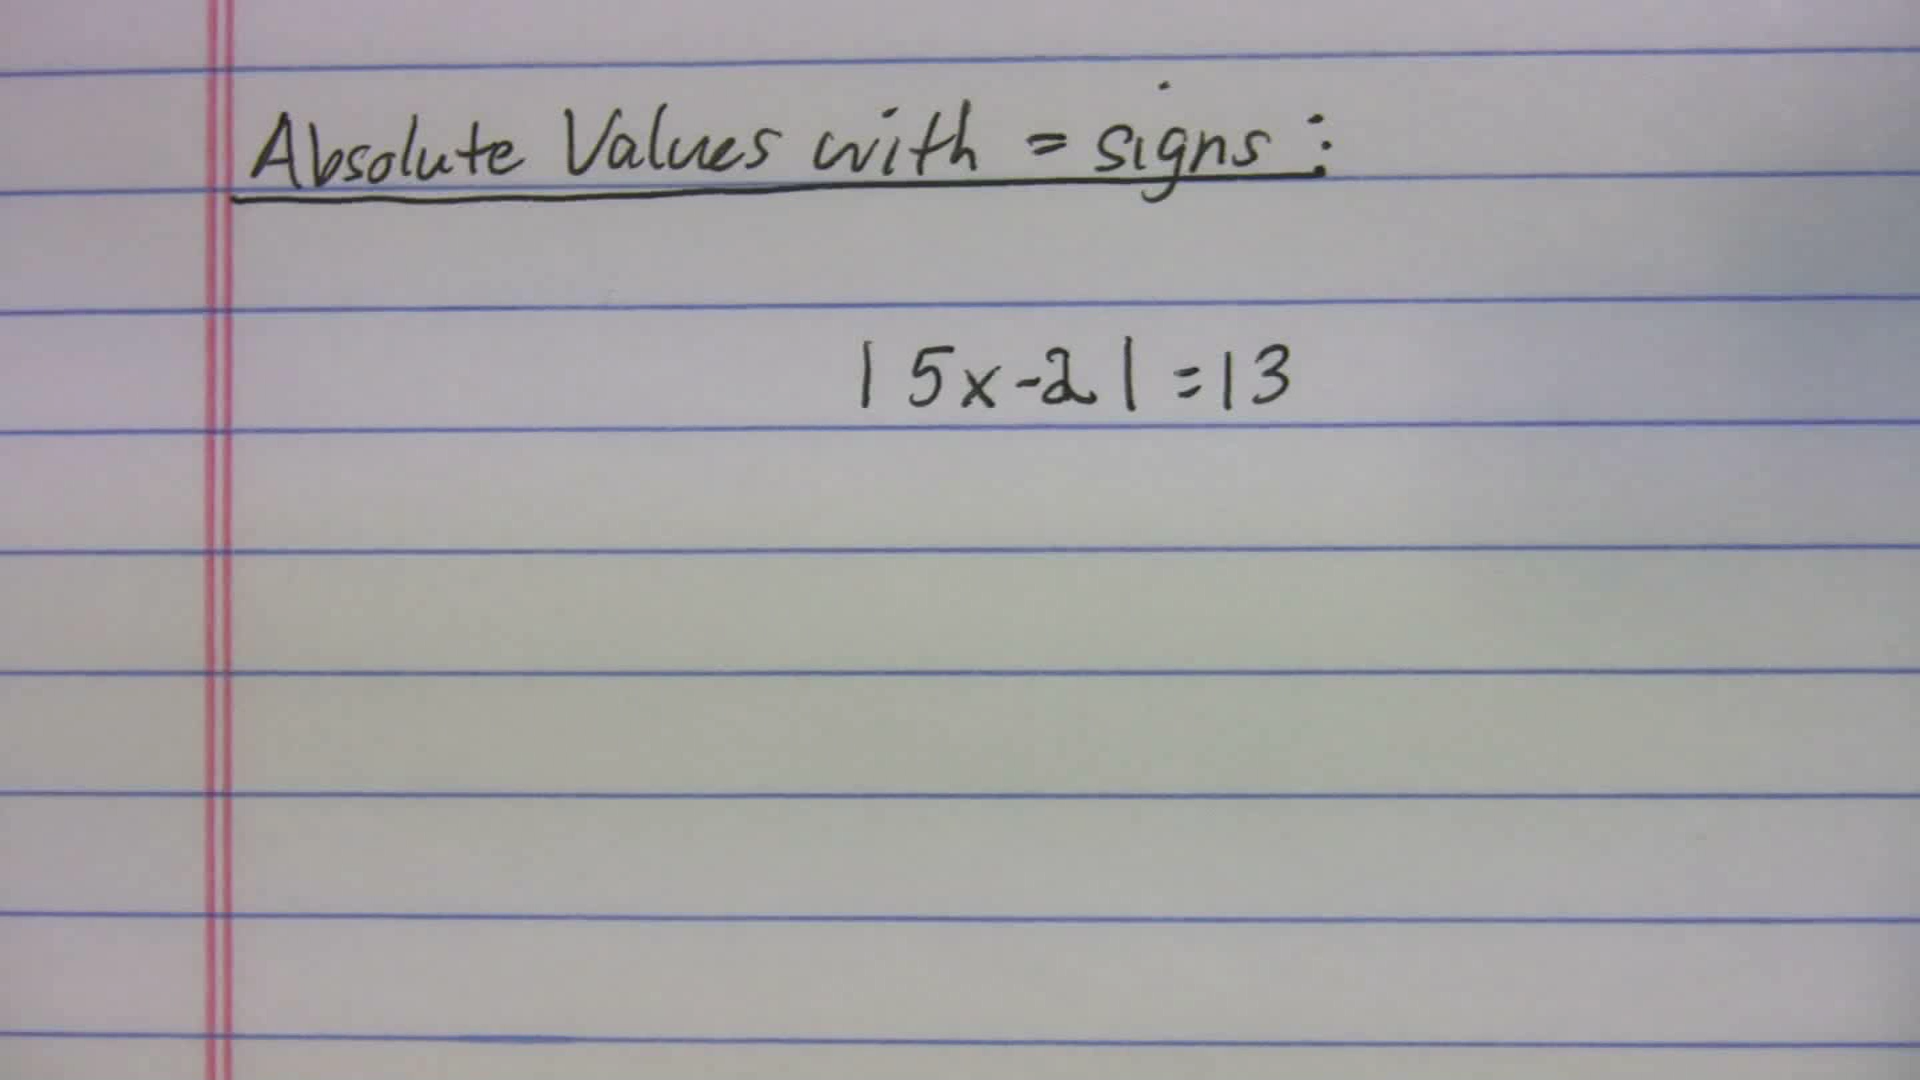 Absolute Values with = signs :
| 5x-2 | = 13